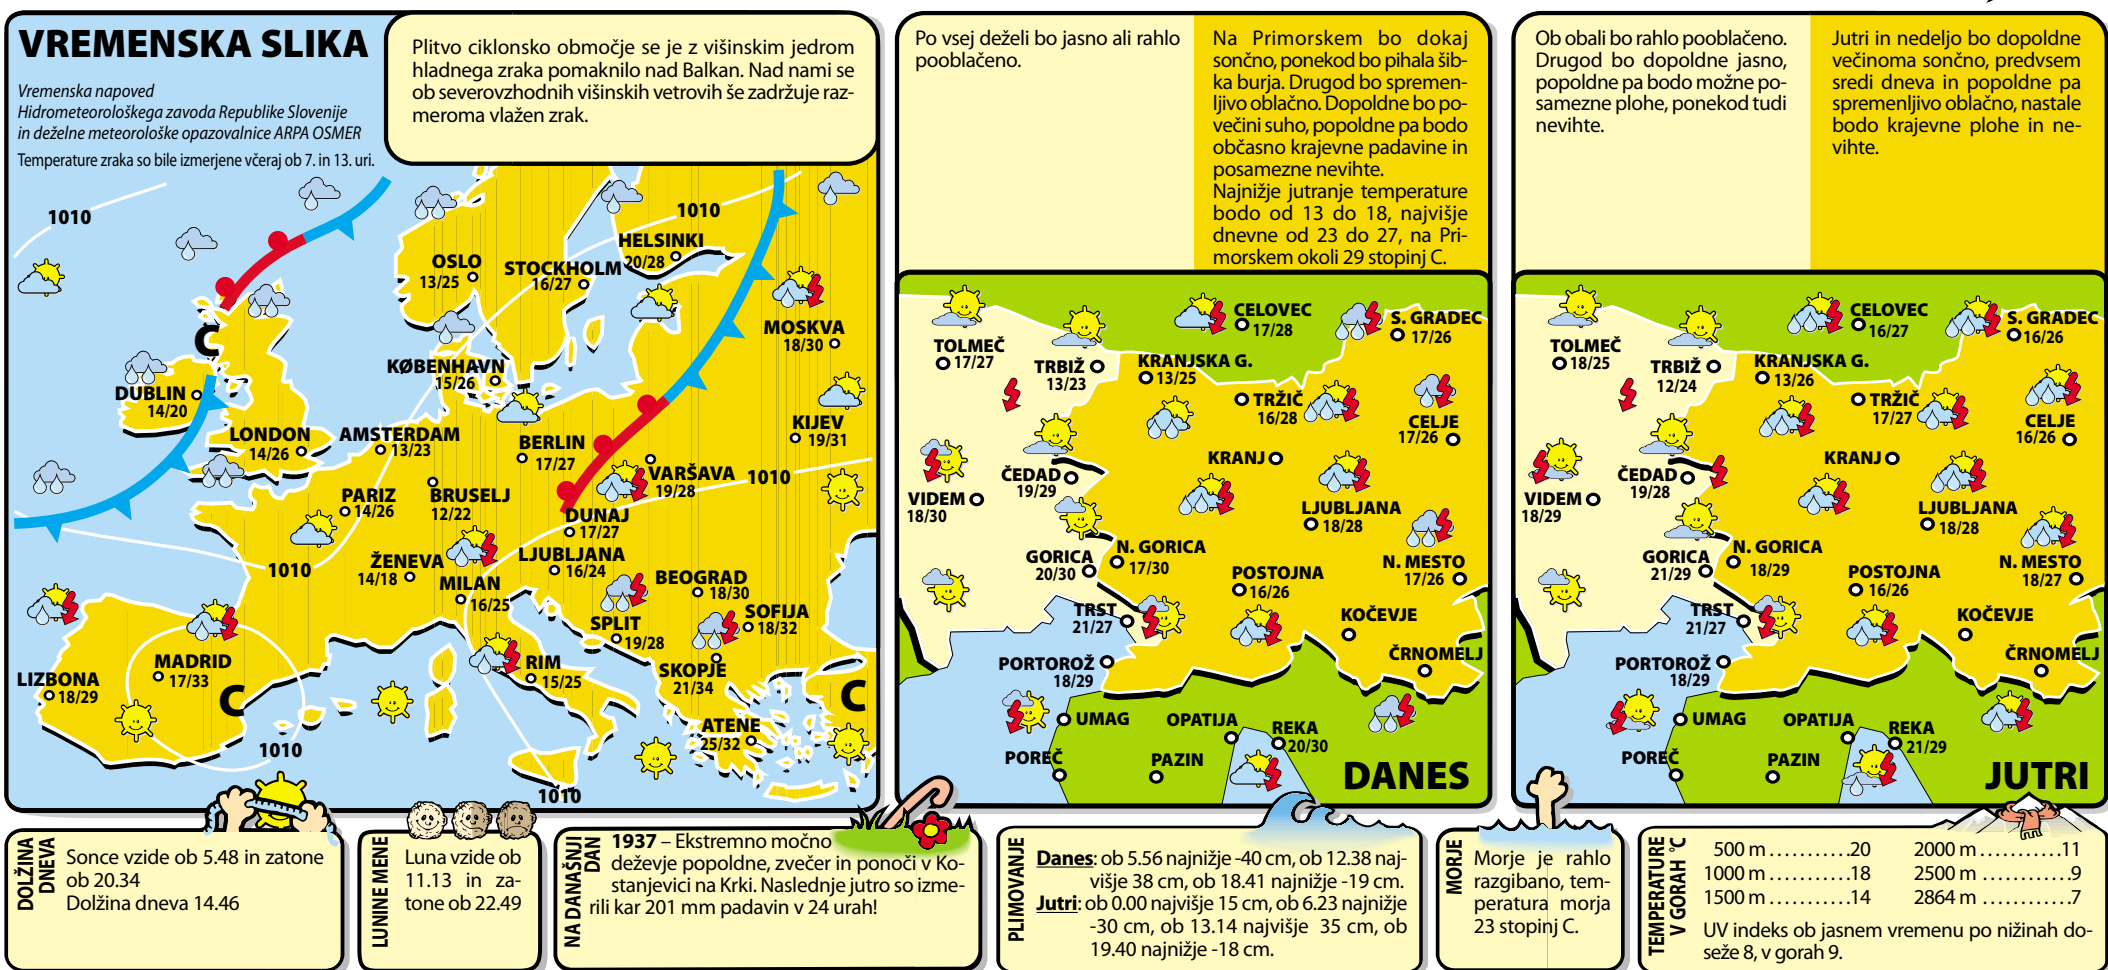 VREMENSKA SLIKA
Vremenska napoved
Hidrometeorološkega zavoda Republike Slovenije
in deželne meteorološke opazovalnice ARPA OSMER
Temperature zraka so bile izmerjene včeraj ob 7. in 13. uri.
Plitvo ciklonsko območje se je z višinskim jedrom
hladnega zraka pomaknilo nad Balkan. Nad nami se
ob severovzhodnih višinskih vetrovih še zadržuje raz-
meroma vlažen zrak.
1010
1010
HELSINKI
20/28
OSLO
13/25
STOCKHOLM
16/27
MOSKVA
18/30
C
KØBENHAVN
15/26
DUBLIN
14/20
KIJEV
19/31
LONDON
14/26
AMSTERDAM
13/23
BERLIN
17/27
VARŠAVA
19/28
1010
PARIZ
14/26
BRUSELJ
12/22
DUNAJ
17/27
1010
ŽENEVA
14/18
LJUBLJANA
16/24
MILAN
16/25
BEOGRAD
18/30
SOFIJA
18/32
SPLIT
19/28
MADRID
17/33
LIZBONA
18/29
RIM
15/25
SKOPJE
21/34
C
C
ATENE
25/32
1010
1010
Po vsej deželi bo jasno ali rahlo
pooblačeno.
Na Primorskem bo dokaj
sončno, ponekod bo pihala šib-
ka burja. Drugod bo spremen-
ljivo oblačno. Dopoldne bo po-
večini suho, popoldne pa bodo
občasno krajevne padavine in
posamezne nevihte.
Najnižje jutranje temperature
bodo od 13 do 18, najvišje
dnevne od 23 do 27, na Pri-
morskem okoli 29 stopinj C.
CELOVEC
17/28
S. GRADEC
17/26
TOLMEČ
17/27
TRBIŽ
13/23
KRANJSKA G.
13/25
TRŽIČ
16/28
CELJE
17/26
KRANJ
ČEDAD
19/29
VIDEM
18/30
LJUBLJANA
18/28
GORICA
20/30
N. GORICA
17/30
N. MESTO
17/26
POSTOJNA
16/26
TRST
21/27
KOČEVJE
PORTOROŽ
18/29
ČRNOMELJ
UMAG
OPATIJA
REKA
20/30
POREČ
PAZIN
DANES
Ob obali bo rahlo pooblačeno.
Drugod bo dopoldne jasno,
popoldne pa bodo možne po-
samezne plohe, ponekod tudi
nevihte.
Jutri in nedeljo bo dopoldne
večinoma sončno, predvsem
sredi dneva in popoldne pa
spremenljivo oblačno, nastale
bodo krajevne plohe in ne-
vihte.
CELOVEC
16/27
S. GRADEC
16/26
TOLMEČ
18/25
TRBIŽ
12/24
KRANJSKA G.
13/26
TRŽIČ
17/27
CELJE
16/26
KRANJ
ČEDAD
19/28
VIDEM
18/29
LJUBLJANA
18/28
GORICA
21/29
N. GORICA
18/29
N. MESTO
18/27
POSTOJNA
16/26
TRST
21/27
KOČEVJE
PORTOROŽ
18/29
ČRNOMELJ
UMAG
OPATIJA
REKA
21/29
POREČ
PAZIN
JUTRI
DOLŽINA
DNEVA
Sonce vzide ob 5.48 in zatone
ob 20.34
Dolžina dneva 14.46
LUNINE MENE
Luna vzide ob
11.13 in za-
tone ob 22.49
NA DANAŠNJI
DAN
1937 – Ekstremno močno
deževje popoldne, zvečer in ponoči v Ko-
stanjevici na Krki. Naslednje jutro so izme-
rili kar 201 mm padavin v 24 urah!
PLIMOVANJE
Danes: ob 5.56 najnižje -40 cm, ob 12.38 naj-
višje 38 cm, ob 18.41 najnižje -19 cm.
Jutri: ob 0.00 najvišje 15 cm, ob 6.23 najnižje
-30 cm, ob 13.14 najvišje 35 cm, ob
19.40 najnižje -18 cm.
MORJE
Morje je rahlo
razgibano, tem-
peratura morja
23 stopinj C.
TEMPERATURE
V GORAH °C
500 m ...........20
1000 m ...........18
1500 m ...........14
2000 m ...........11
2500 m ............9
2864 m ............7
UV indeks ob jasnem vremenu po nižinah do-
seže 8, v gorah 9.